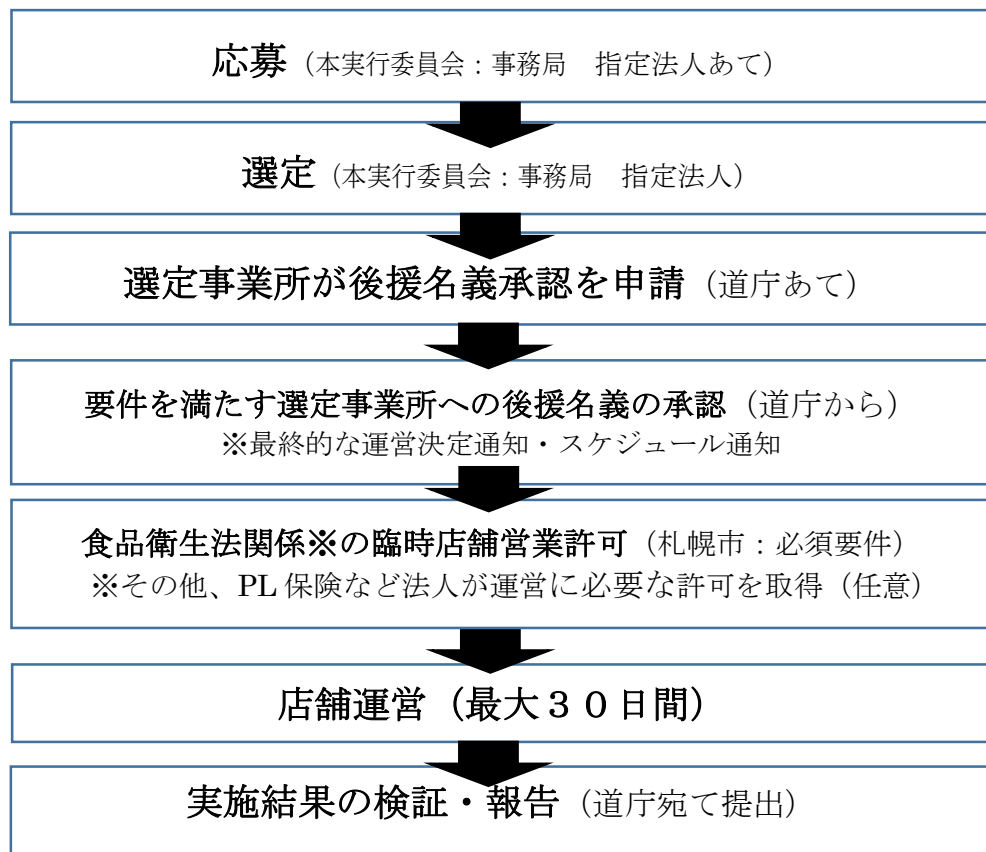 応募（本実行委員会：事務局　指定法人あて）
選定（本実行委員会：事務局　指定法人）
選定事業所が後援名義承認を申請（道庁あて）
要件を満たす選定事業所への後援名義の承認（道庁から）
※最終的な運営決定通知・スケジュール通知
食品衛生法関係※の臨時店舗営業許可（札幌市：必須要件）
※その他、PL 保険など法人が運営に必要な許可を取得（任意）
店舗運営（最大３０日間）
実施結果の検証・報告（道庁宛て提出）